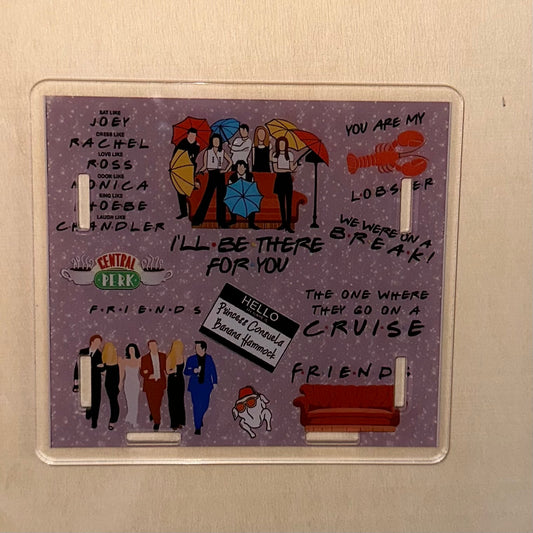 EAT LIKE
JOEY
DRESS LIKE
RACHEL
LOVE LIKE
ROSS
COOK LIKE
MONICA
SING LIKE
PHOEBE
LAUGH LIKE
CHANDLER
I'LL BE THERE
FOR YOU
YOU ARE MY
LOBSTER
WE WERE ON A
B•R•E•A•K!
CENTRAL
PERK
F•R•I•E•N•D•S
HELLO
Princess Consuela
Banana Hammock
THE ONE WHERE
THEY GO ON A
CRUISE
F•R•I•E•N•D•S